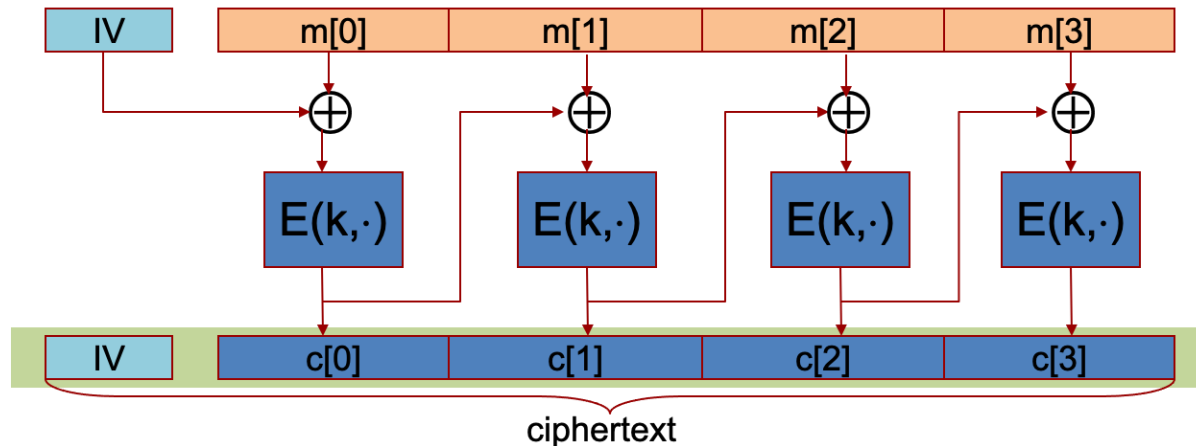 IV m[0] m[1] m[2] m[3]
E(k,·) E(k,·) E(k,·) E(k,·)
IV c[0] c[1] c[2] c[3]
ciphertext